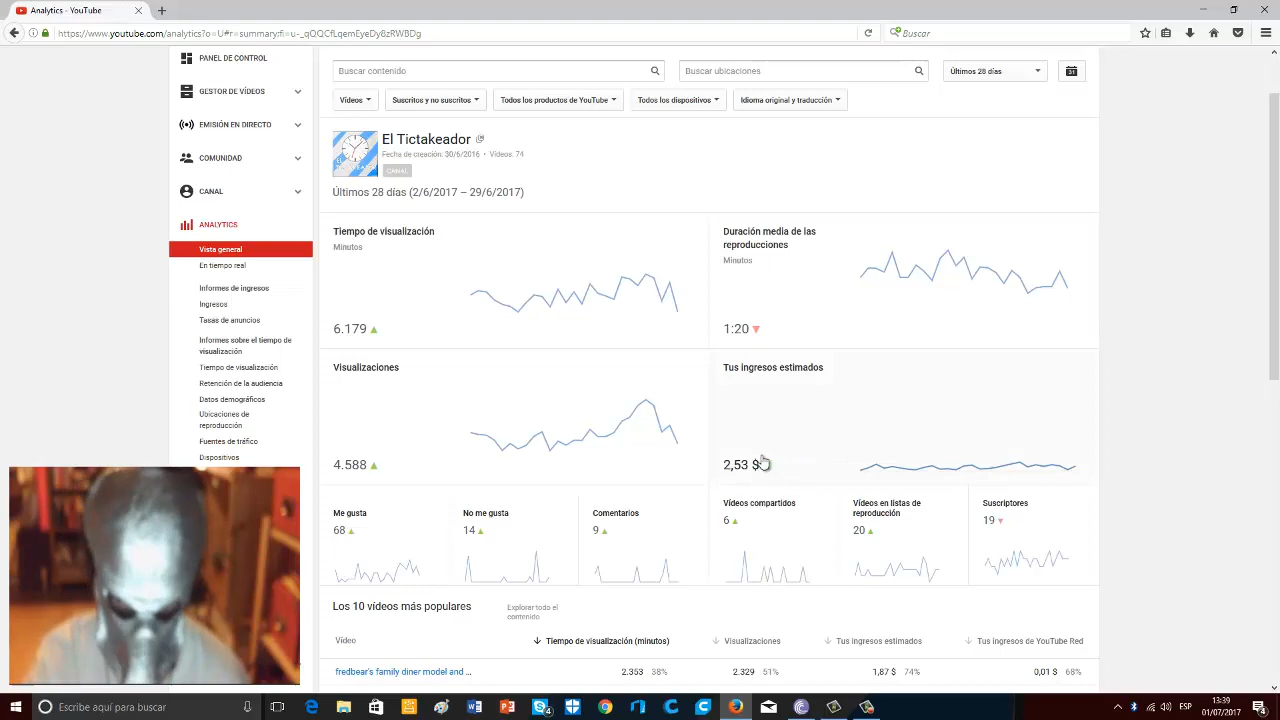 Analytics - YouTube
https://www.youtube.com/analytics?o=U#r=summary;fi=u-_qQQCfLqemEyeDy8zRWBDg
Buscar
PANEL DE CONTROL
GESTOR DE VÍDEOS
EMISIÓN EN DIRECTO
COMUNIDAD
CANAL
ANALYTICS
Vista general
En tiempo real
Informes de ingresos
Ingresos
Tasas de anuncios
Informes sobre el tiempo de
visualización
Tiempo de visualización
Retención de la audiencia
Datos demográficos
Ubicaciones de
reproducción
Fuentes de tráfico
Dispositivos
Buscar contenido
Buscar ubicaciones
Últimos 28 días
31
Vídeos
Suscritos y no suscritos
Todos los productos de YouTube
Todos los dispositivos
Idioma original y traducción
El Tictakeador
Fecha de creación: 30/6/2016 • Vídeos: 74
CANAL
Últimos 28 días (2/6/2017 – 29/6/2017)
Tiempo de visualización
Minutos
6.179
Duración media de las
reproducciones
Minutos
1:20
Visualizaciones
4.588
Tus ingresos estimados
2,53 $
Me gusta
68
No me gusta
14
Comentarios
9
Vídeos compartidos
6
Vídeos en listas de
reproducción
20
Suscriptores
19
Los 10 vídeos más populares
Explorar todo el
contenido
Vídeo
Tiempo de visualización (minutos)
Visualizaciones
Tus ingresos estimados
Tus ingresos de YouTube Red
fredbear's family diner model and ...
2.353 38%
2.329 51%
1,87 $ 74%
0,01 $ 68%
Escribe aquí para buscar
4
ESP
13:39
01/07/2017